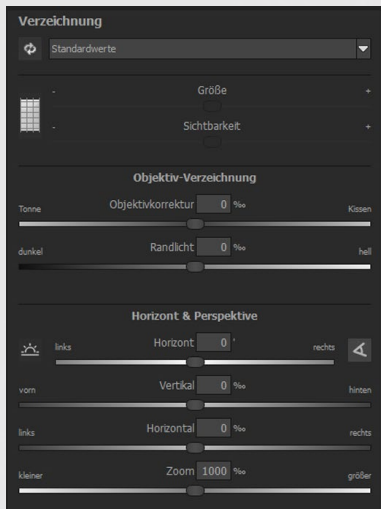 Verzeichnung
Standardwerte
- Größe +
- Sichtbarkeit +
Objektiv-Verzeichnung
Tonne Objektivkorrektur 0 ‰ Kissen
dunkel Randlicht 0 ‰ hell
Horizont & Perspektive
links Horizont 0 ' rechts
vorn Vertikal 0 ‰ hinten
links Horizontal 0 ‰ rechts
kleiner Zoom 1000 ‰ größer